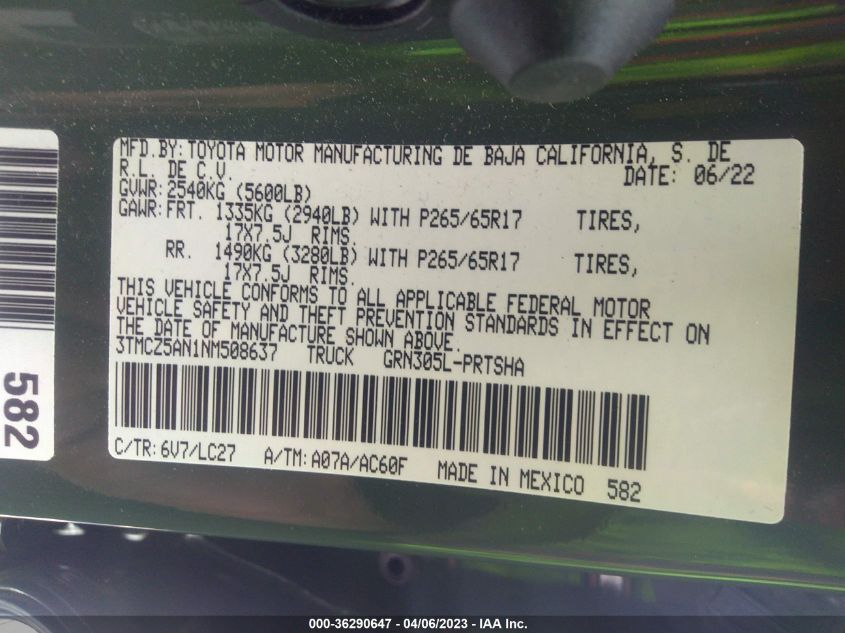 MFD.BY:TOYOTA MOTOR MANUFACTURING DE BAJA CALIFORNIA, S. DE
R.L. DE C.V. DATE: 06/22
GVWR:2540KG (5600LB)
GAWR:FRT. 1335KG (2940LB) WITH P265/65R17 TIRES,
17X7.5J RIMS.
RR. 1490KG (3280LB) WITH P265/65R17 TIRES,
17X7.5J RIMS.
THIS VEHICLE CONFORMS TO ALL APPLICABLE FEDERAL MOTOR
VEHICLE SAFETY AND THEFT PREVENTION STANDARDS IN EFFECT ON
THE DATE OF MANUFACTURE SHOWN ABOVE.
3TMCZ5AN1NM508637 TRUCK GRN305L-PRTSHA
C/TR:6V7/LC27 A/TM:A07A/AC60F MADE IN MEXICO 582
582
000-36290647 - 04/06/2023 - IAA Inc.